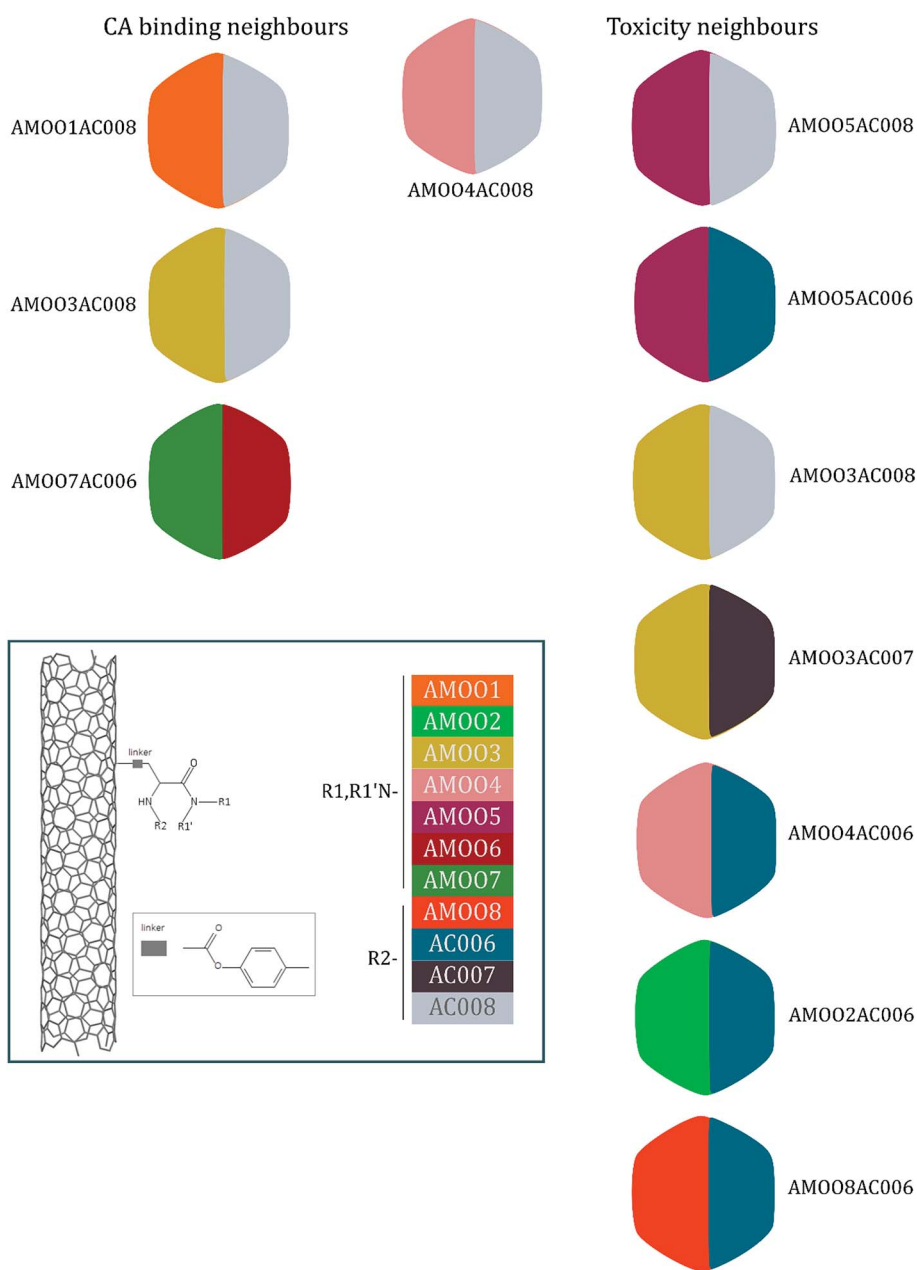 CA binding neighbours
Toxicity neighbours
AMOO1AC008
AMOO4AC008
AMOO5AC008
AMOO3AC008
AMOO5AC006
AMOO7AC006
AMOO3AC008
AMOO3AC007
AMOO4AC006
AMOO2AC006
AMOO8AC006
linker
O
HN
N
R1
R2
R1'
linker
O
O
R1,R1'N-
AMOO1
AMOO2
AMOO3
AMOO4
AMOO5
AMOO6
AMOO7
R2-
AMOO8
AC006
AC007
AC008